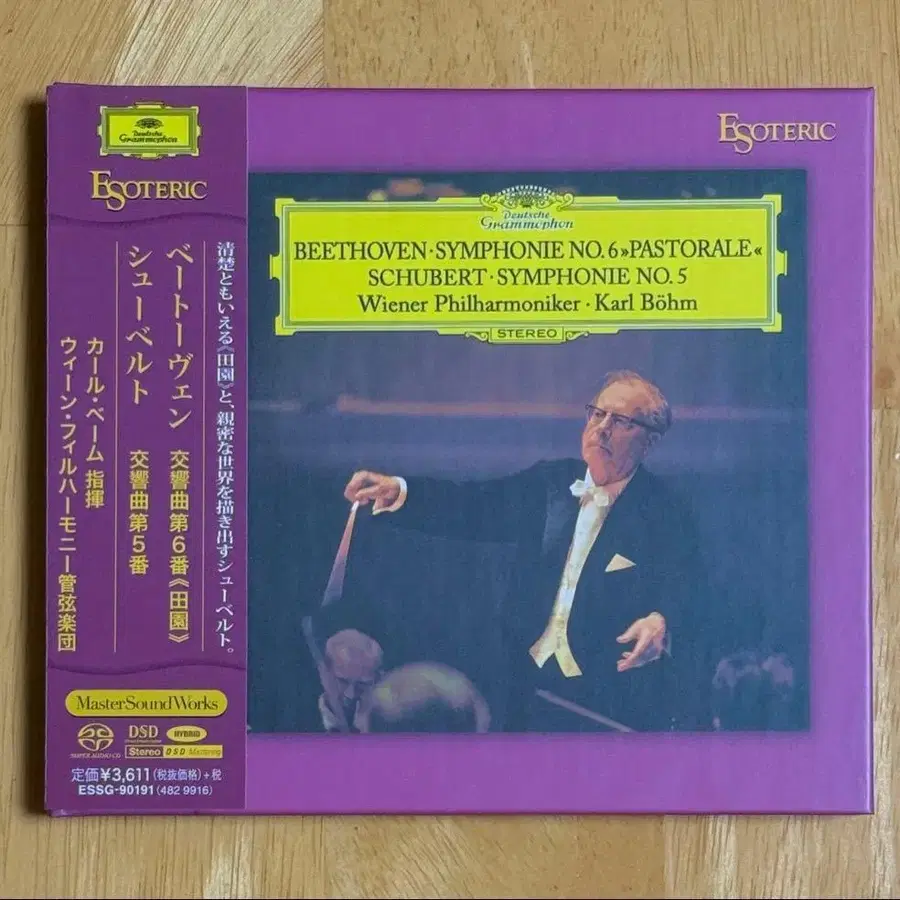 Deutsche
Grammophon
ESOTERIC
清楚ともいえる《田園》と、親密な世界を描き出すシューベルト。
ベートーヴェン 交響曲第6番《田園》
シューベルト 交響曲第5番
カール・ベーム 指揮
ウィーン・フィルハーモニー管弦楽団
MasterSoundWorks
SUPER AUDIO CD
DSD
HYBRID
Stereo
DSD Mastering
定価¥3,611(税抜価格)+税
ESSG-90191(482 9916)
ESOTERIC
Deutsche
Grammophon
BEETHOVEN·SYMPHONIE NO.6»PASTORALE«
SCHUBERT·SYMPHONIE NO.5
Wiener Philharmoniker·Karl Böhm
STEREO